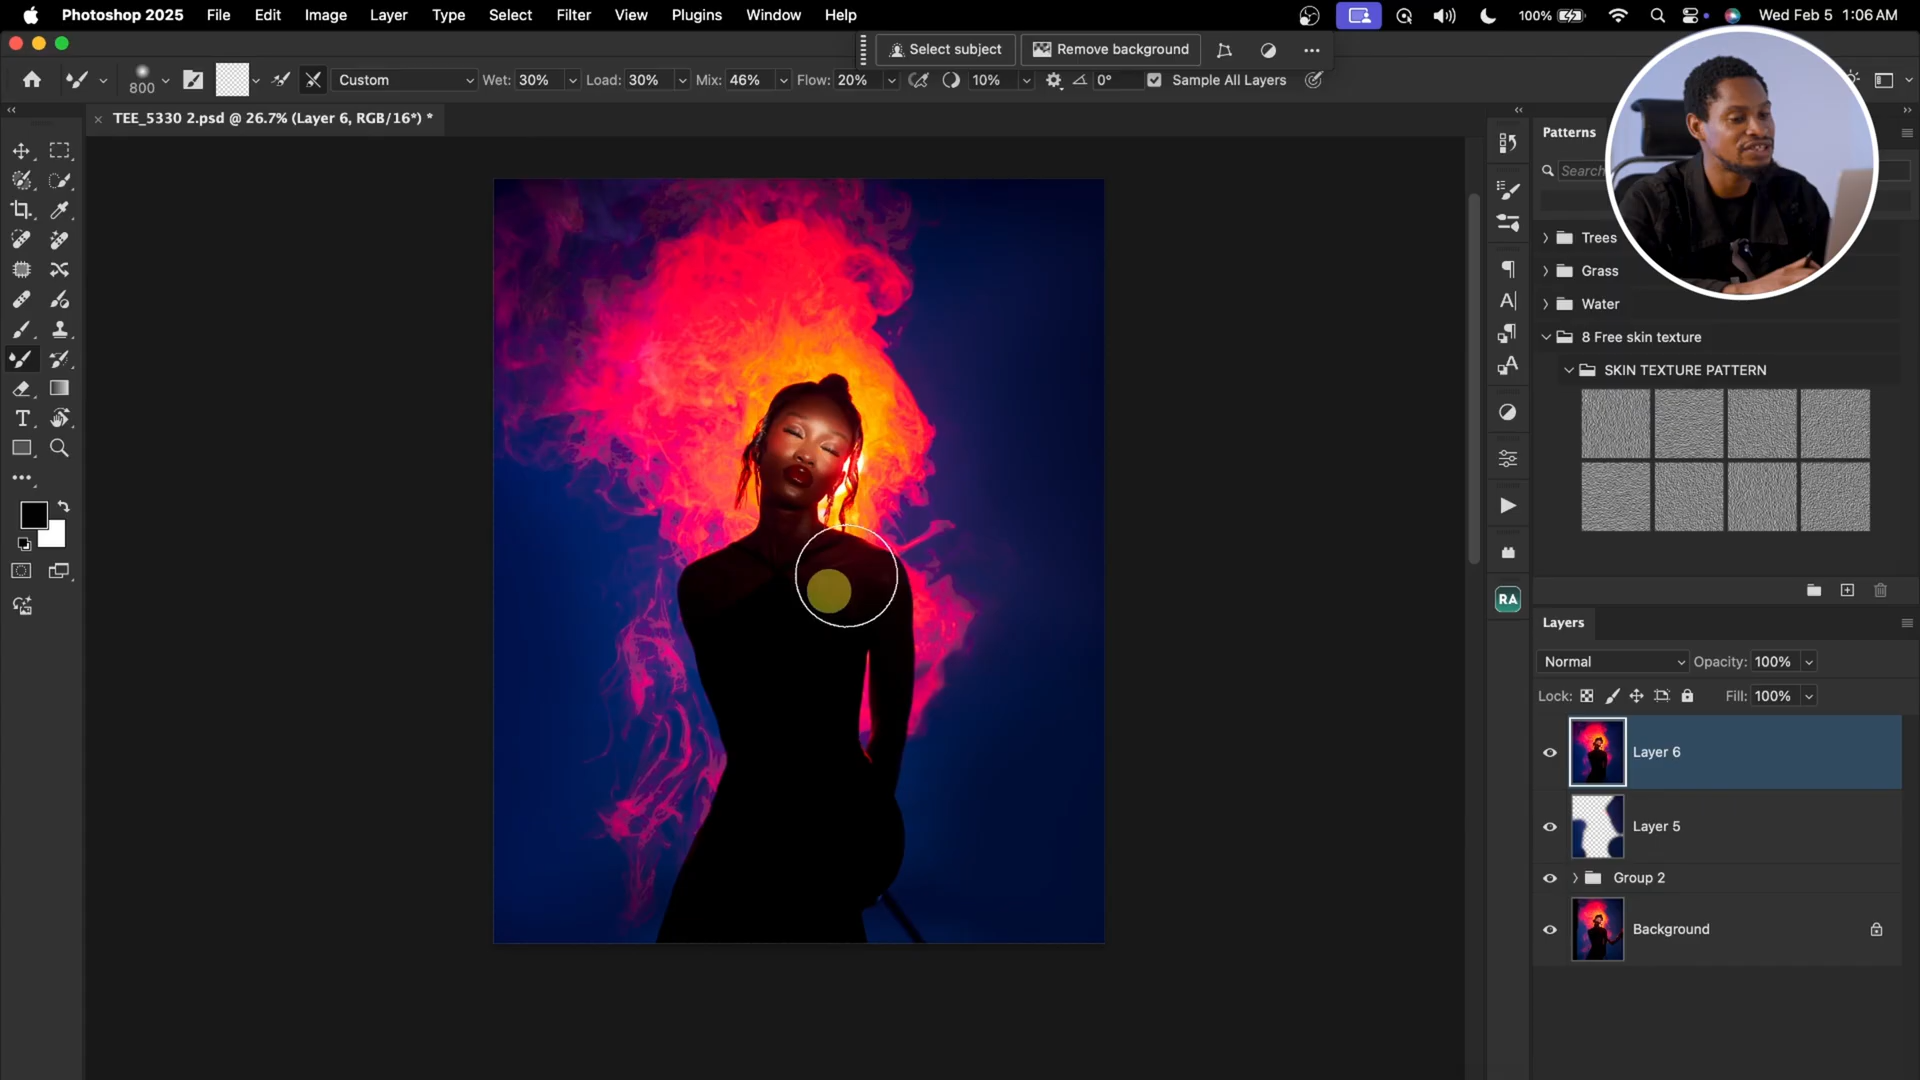 Photoshop 2025 File Edit Image Layer Type Select Filter View Plugins Window Help 100% Wed Feb 5 1:06 AM
Select subject Remove background
800 Custom Wet: 30% Load: 30% Mix: 46% Flow: 20% 10% 0° Sample All Layers
TEE_5330 2.psd @ 26.7% (Layer 6, RGB/16*) *
Patterns
Search
Trees
Grass
Water
8 Free skin texture
SKIN TEXTURE PATTERN
RA
Layers
Normal Opacity: 100%
Lock: Fill: 100%
Layer 6
Layer 5
Group 2
Background